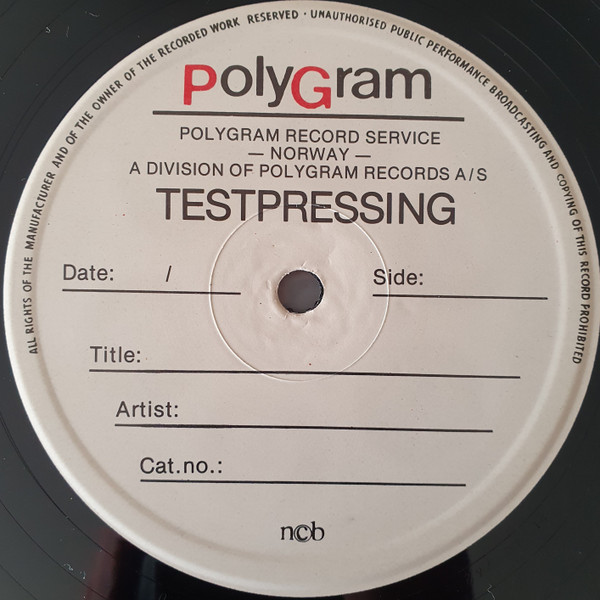 ALL RIGHTS OF THE MANUFACTURER AND OF THE OWNER OF THE RECORDED WORK RESERVED · UNAUTHORISED PUBLIC PERFORMANCE BROADCASTING AND COPYING OF THIS RECORD PROHIBITED
PolyGram
POLYGRAM RECORD SERVICE
— NORWAY —
A DIVISION OF POLYGRAM RECORDS A/S
TESTPRESSING
Date: / Side:
Title:
Artist:
Cat.no.:
ncb